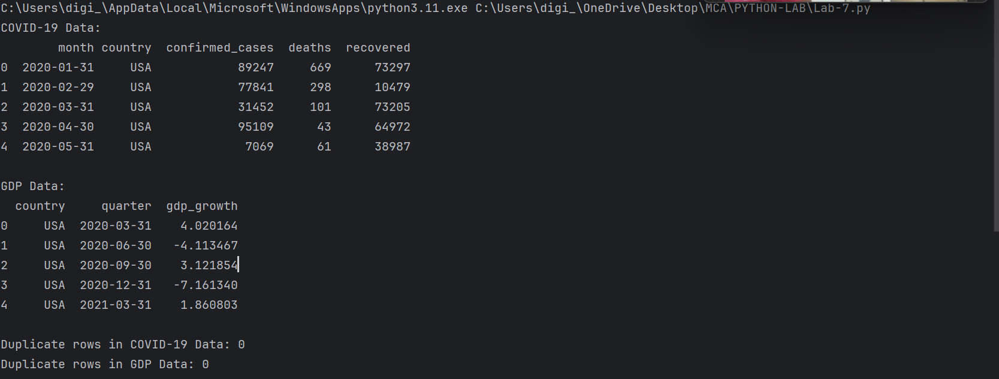 C:\Users\digi_\AppData\Local\Microsoft\WindowsApps\python3.11.exe C:\Users\digi_\OneDrive\Desktop\MCA\PYTHON-LAB\Lab-7.py
COVID-19 Data:
        month country  confirmed_cases  deaths  recovered
0  2020-01-31     USA            89247     669      73297
1  2020-02-29     USA            77841     298      10479
2  2020-03-31     USA            31452     101      73205
3  2020-04-30     USA            95109      43      64972
4  2020-05-31     USA             7069      61      38987

GDP Data:
  country     quarter  gdp_growth
0     USA  2020-03-31    4.020164
1     USA  2020-06-30   -4.113467
2     USA  2020-09-30    3.121854
3     USA  2020-12-31   -7.161340
4     USA  2021-03-31    1.860803

Duplicate rows in COVID-19 Data: 0
Duplicate rows in GDP Data: 0